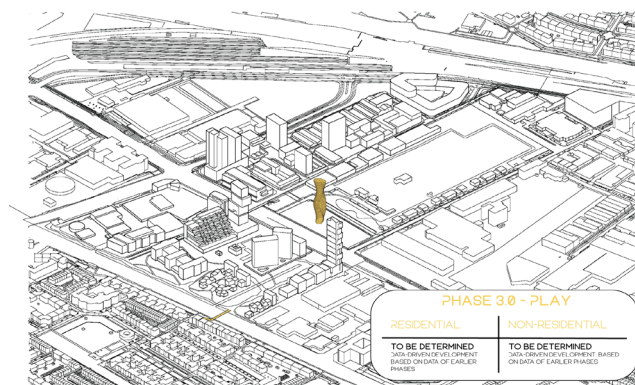 PHASE 3.0 - PLAY
RESIDENTIAL
NON-RESIDENTIAL
TO BE DETERMINED
DATA-DRIVEN DEVELOPMENT
BASED ON DATA OF EARLIER
PHASES
TO BE DETERMINED
DATA-DRIVEN DEVELOPMENT BASED
ON DATA OF EARLIER PHASES